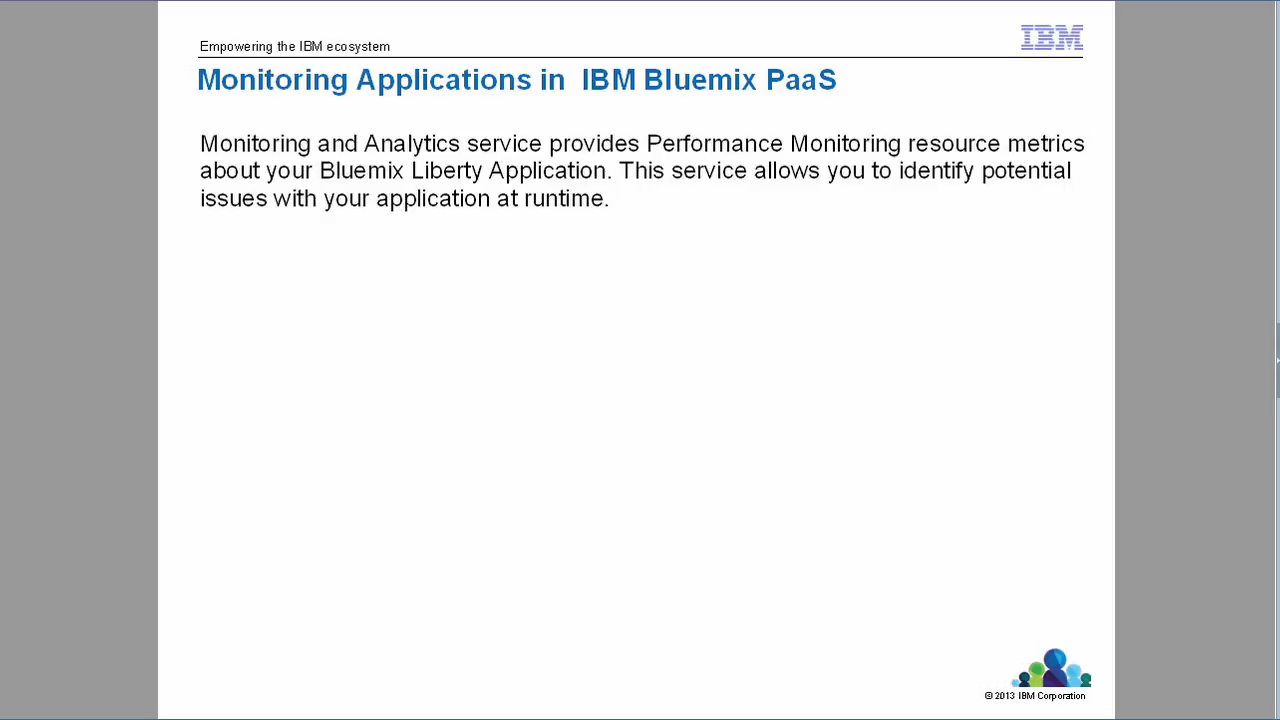 Empowering the IBM ecosystem
IBM
Monitoring Applications in IBM Bluemix PaaS
Monitoring and Analytics service provides Performance Monitoring resource metrics
about your Bluemix Liberty Application. This service allows you to identify potential
issues with your application at runtime.
© 2013 IBM Corporation